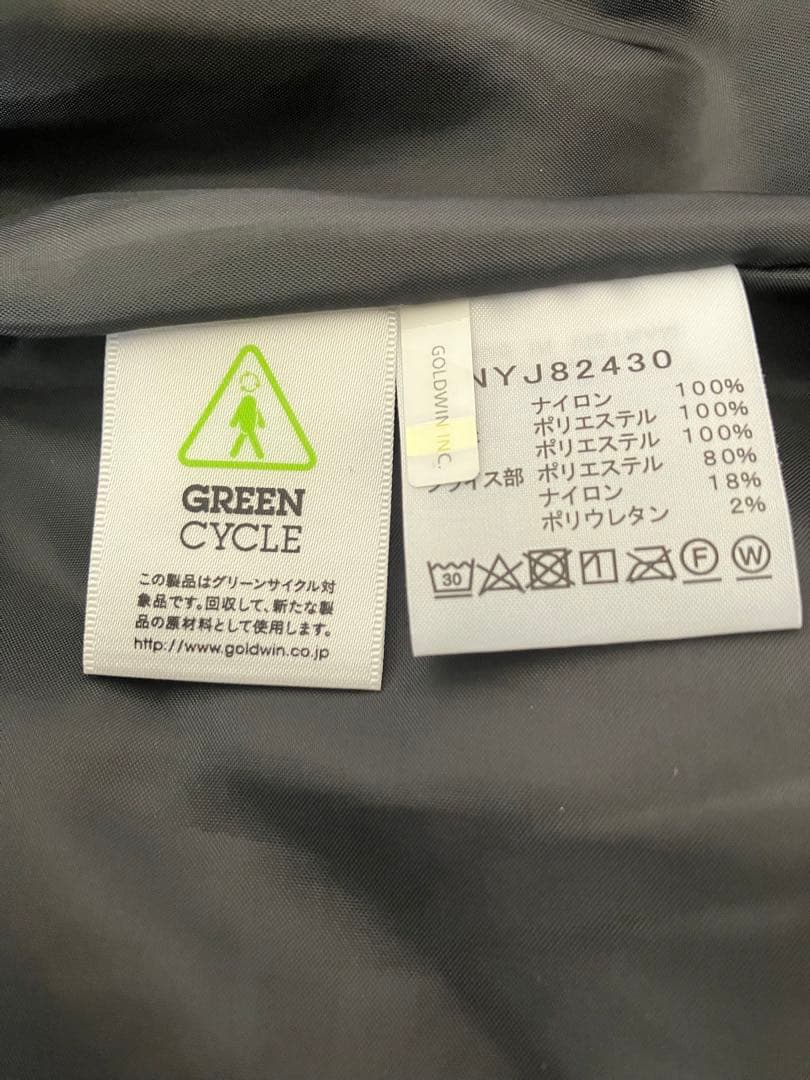 GREEN
CYCLE
この製品はグリーンサイクル対
象品です。回収して、新たな製
品の原材料として使用します。
http://www.goldwin.co.jp
GOLDWIN INC.
NYJ82430
ナイロン 100%
ポリエステル 100%
ポリエステル 100%
フライス部 ポリエステル 80%
ナイロン 18%
ポリウレタン 2%
30
F
W